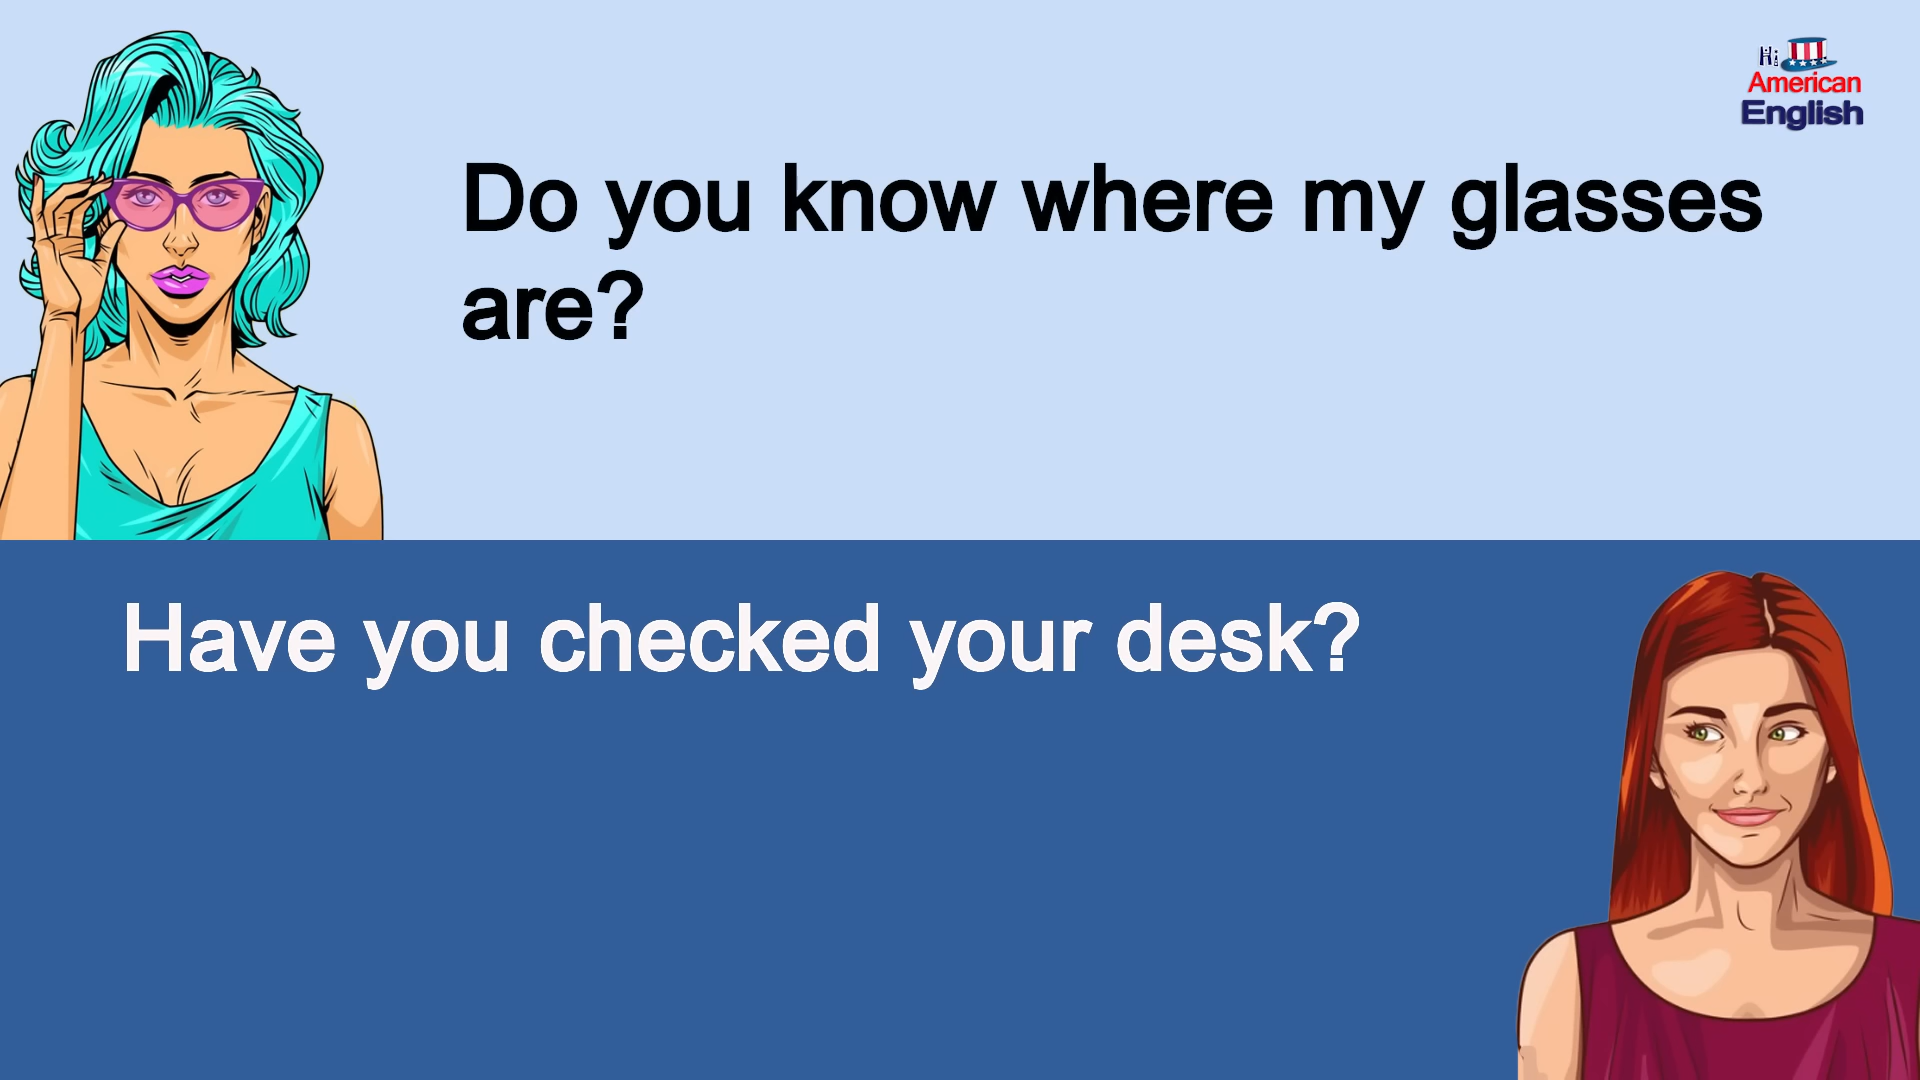 Hi
American
English
Do you know where my glasses
are?
Have you checked your desk?